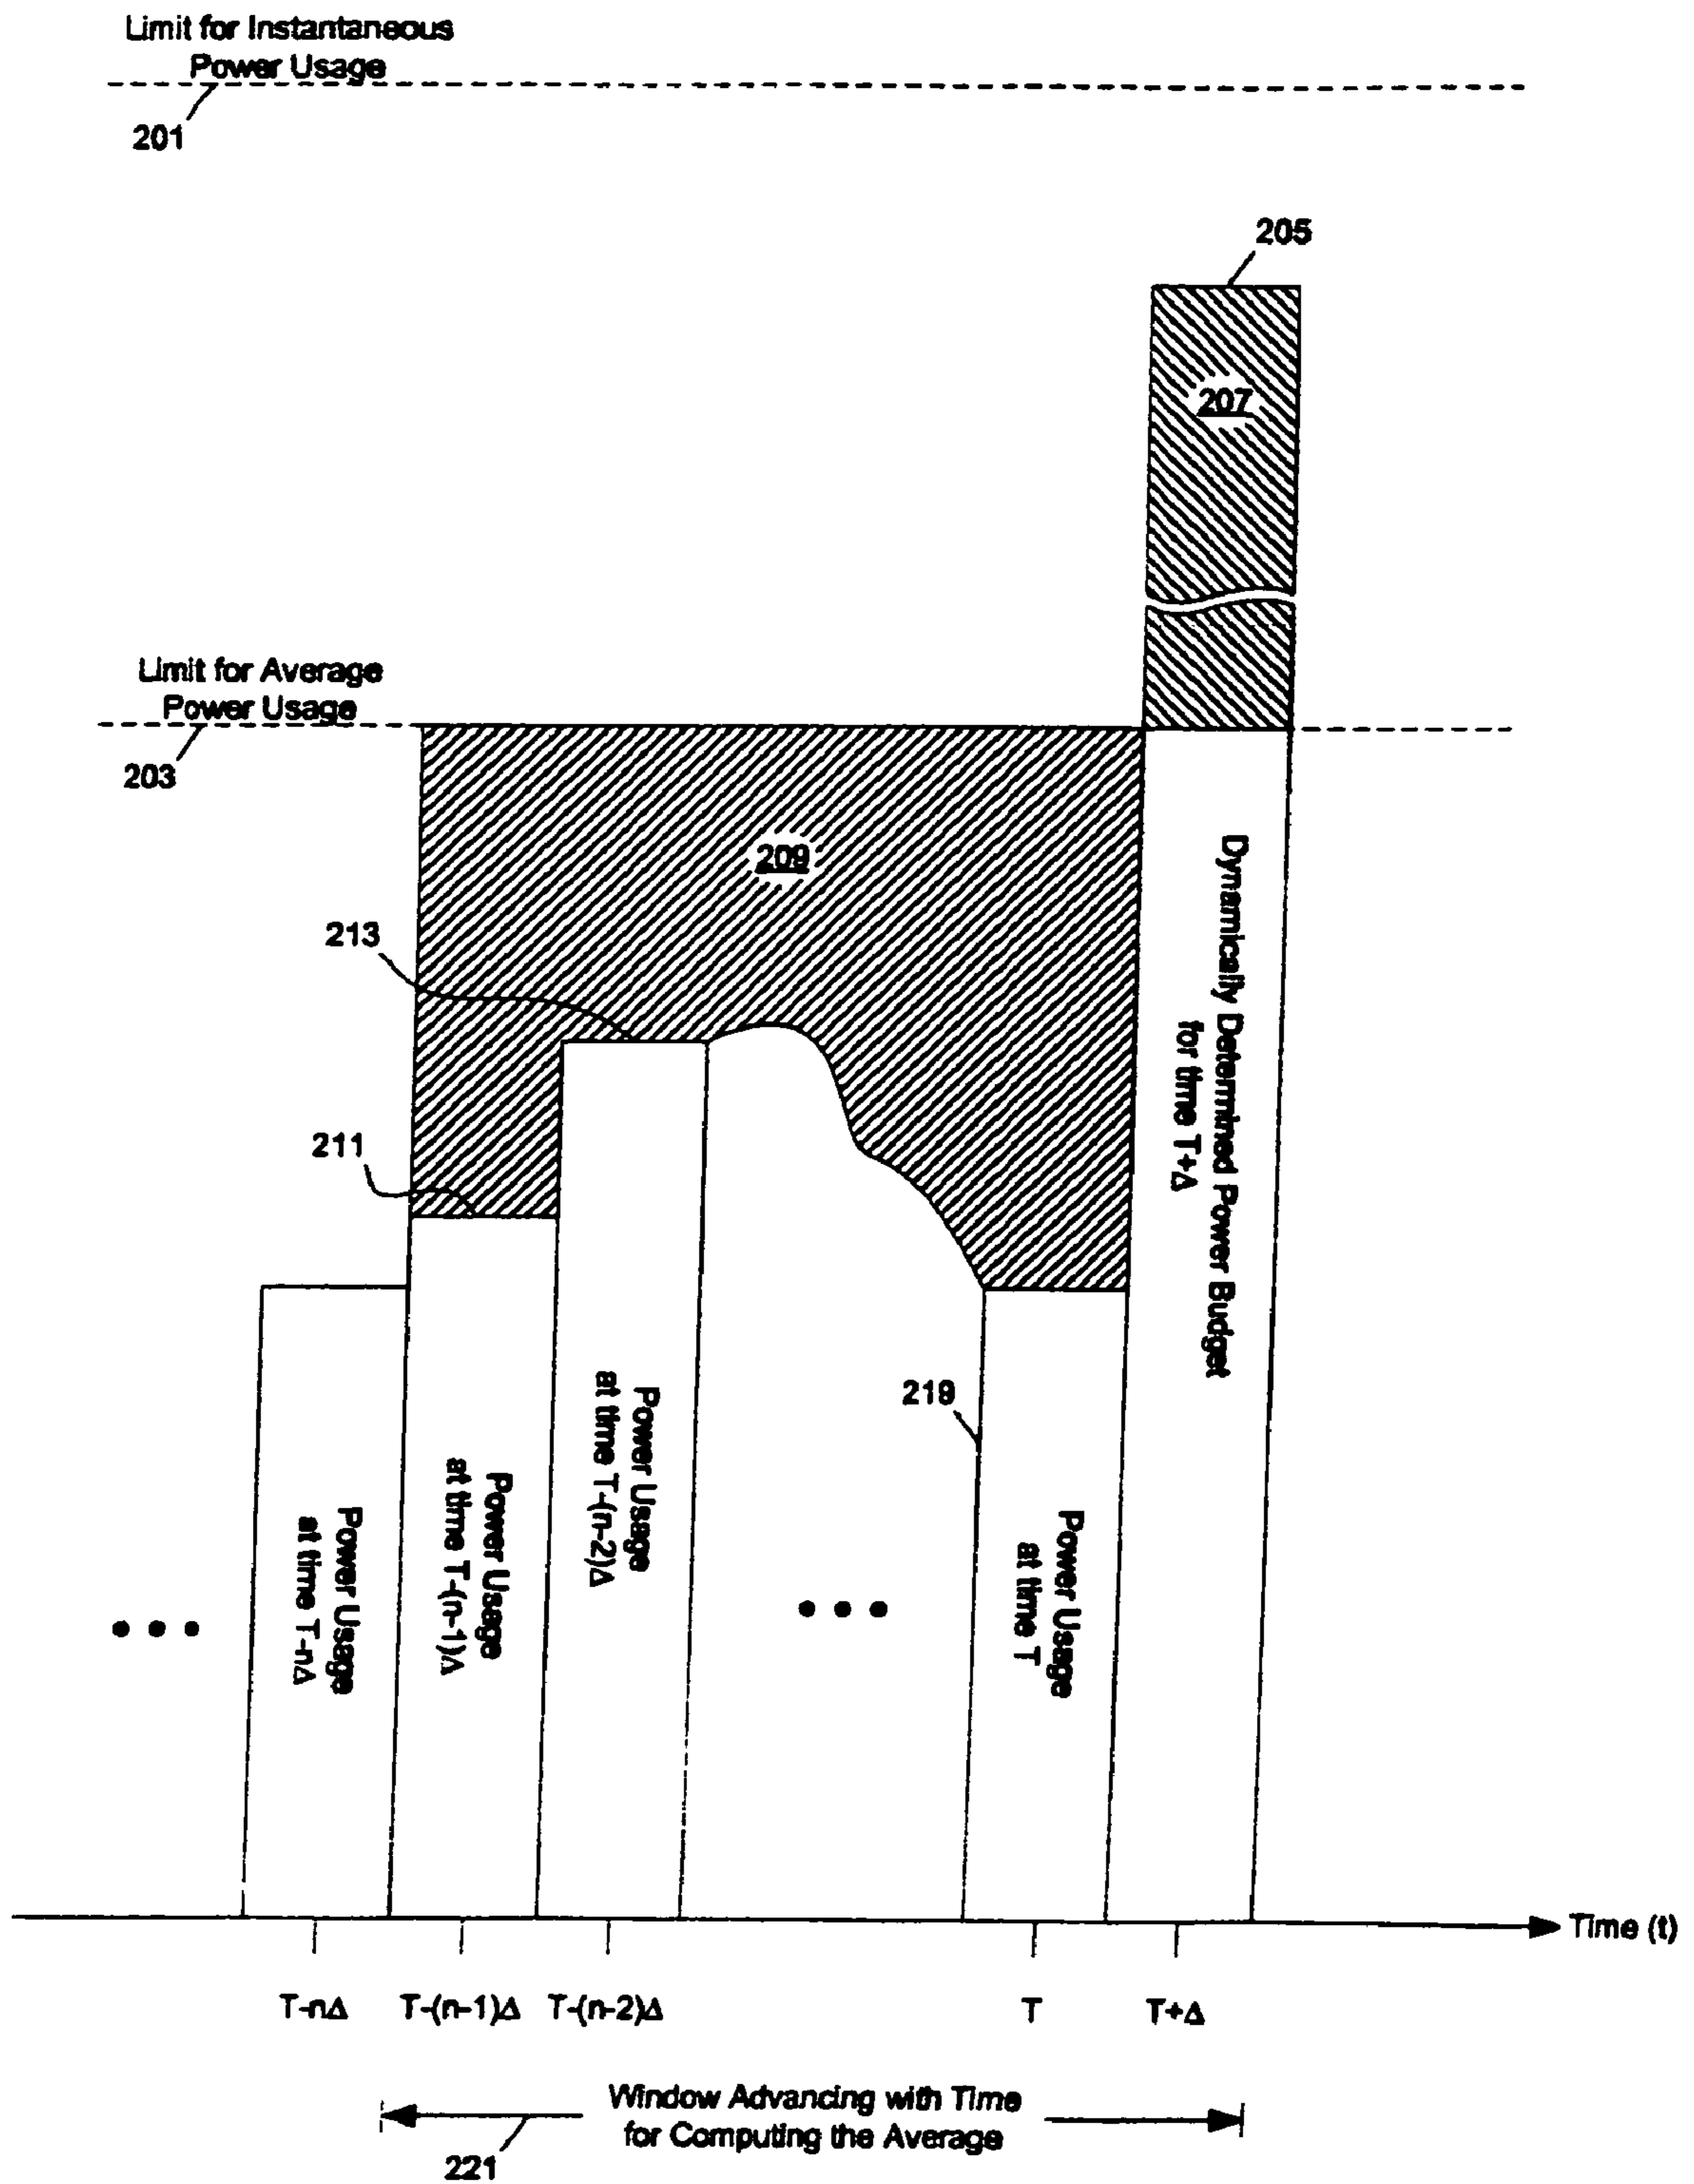 Limit for Instantaneous
Power Usage
201
205
207
Limit for Average
Power Usage
203
209
213
211
219
Dynamically Determined Power Budget
for time T+Δ
Power Usage
at time T-nΔ
Power Usage
at time T-(n-1)Δ
Power Usage
at time T-(n-2)Δ
• • •
• • •
Power Usage
at time T
Time (t)
T-nΔ T-(n-1)Δ T-(n-2)Δ T T+Δ
Window Advancing with Time
for Computing the Average
221